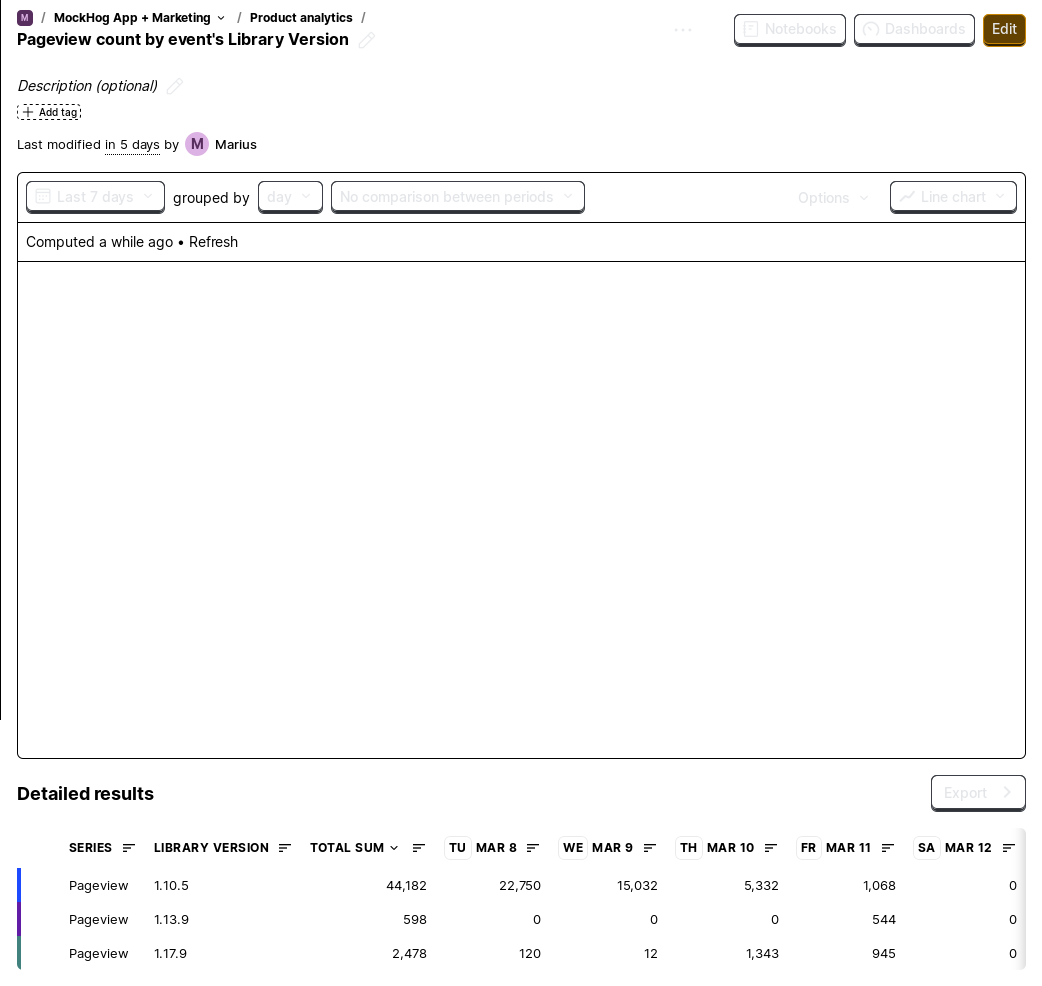 M / MockHog App + Marketing / Product analytics /
Pageview count by event's Library Version
Notebooks Dashboards Edit
Description (optional)
Add tag
Last modified in 5 days by M Marius
Last 7 days grouped by day No comparison between periods Options Line chart
Computed a while ago • Refresh
Detailed results
Export
SERIES LIBRARY VERSION TOTAL SUM TU MAR 8 WE MAR 9 TH MAR 10 FR MAR 11 SA MAR 12
Pageview 1.10.5 44,182 22,750 15,032 5,332 1,068 0
Pageview 1.13.9 598 0 0 0 544 0
Pageview 1.17.9 2,478 120 12 1,343 945 0